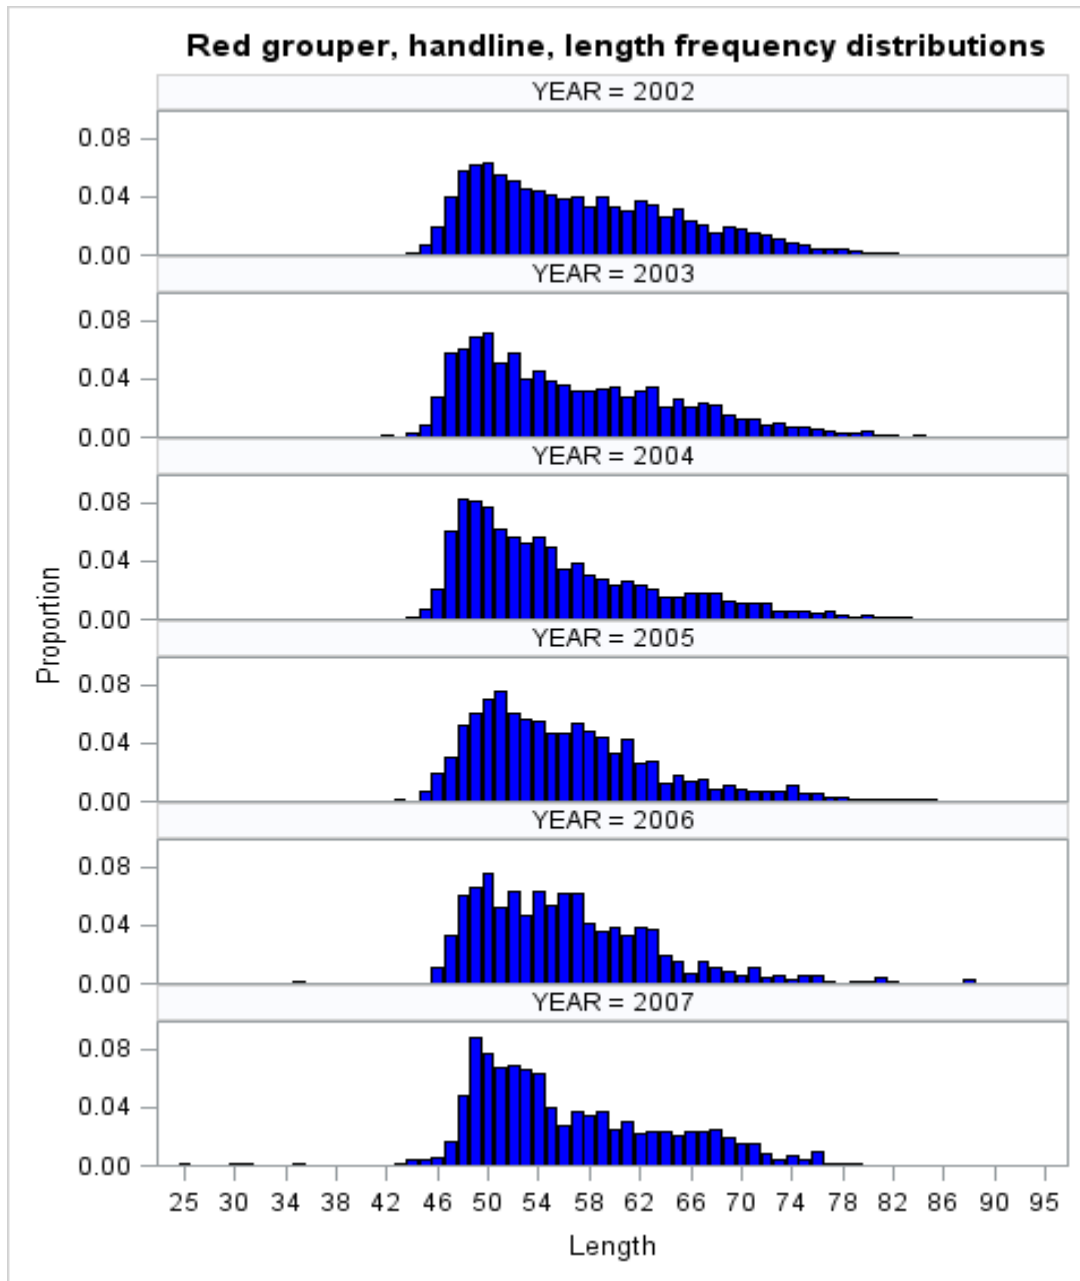 Red grouper, handline, length frequency distributions
YEAR = 2002
0.08
0.04
0.00
YEAR = 2003
0.08
0.04
0.00
YEAR = 2004
0.08
0.04
0.00
Proportion
YEAR = 2005
0.08
0.04
0.00
YEAR = 2006
0.08
0.04
0.00
YEAR = 2007
0.08
0.04
0.00
25 30 34 38 42 46 50 54 58 62 66 70 74 78 82 86 90 95
Length